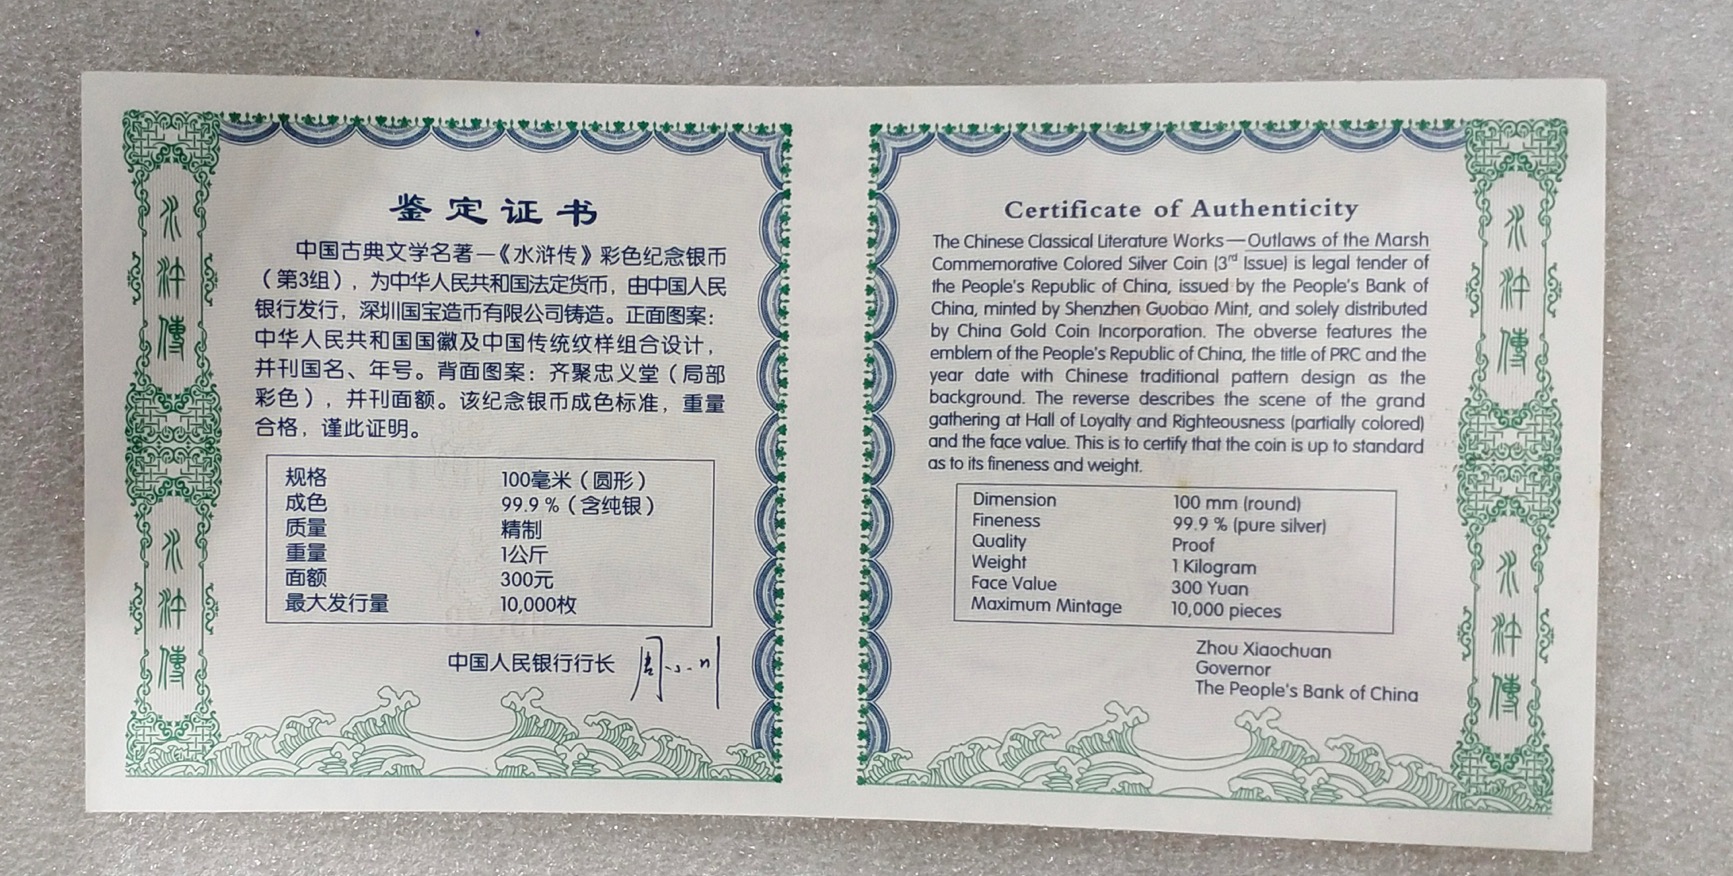 水
浒
傳
水
浒
傳
鉴定证书
中国古典文学名著—《水浒传》彩色纪念银币
（第3组），为中华人民共和国法定货币，由中国人民
银行发行，深圳国宝造币有限公司铸造。正面图案：
中华人民共和国国徽及中国传统纹样组合设计，
并刊国名、年号。背面图案：齐聚忠义堂（局部
彩色），并刊面额。该纪念银币成色标准，重量
合格，谨此证明。
规格 100毫米（圆形）
成色 99.9 %（含纯银）
质量 精制
重量 1公斤
面额 300元
最大发行量 10,000枚
中国人民银行行长 周小川
Certificate of Authenticity
The Chinese Classical Literature Works—Outlaws of the Marsh
Commemorative Colored Silver Coin (3rd Issue) is legal tender of
the People's Republic of China, issued by the People's Bank of
China, minted by Shenzhen Guobao Mint, and solely distributed
by China Gold Coin Incorporation. The obverse features the
emblem of the People's Republic of China, the title of PRC and the
year date with Chinese traditional pattern design as the
background. The reverse describes the scene of the grand
gathering at Hall of Loyalty and Righteousness (partially colored)
and the face value. This is to certify that the coin is up to standard
as to its fineness and weight.
Dimension 100 mm (round)
Fineness 99.9 % (pure silver)
Quality Proof
Weight 1 Kilogram
Face Value 300 Yuan
Maximum Mintage 10,000 pieces
Zhou Xiaochuan
Governor
The People's Bank of China
水
浒
傳
水
浒
傳